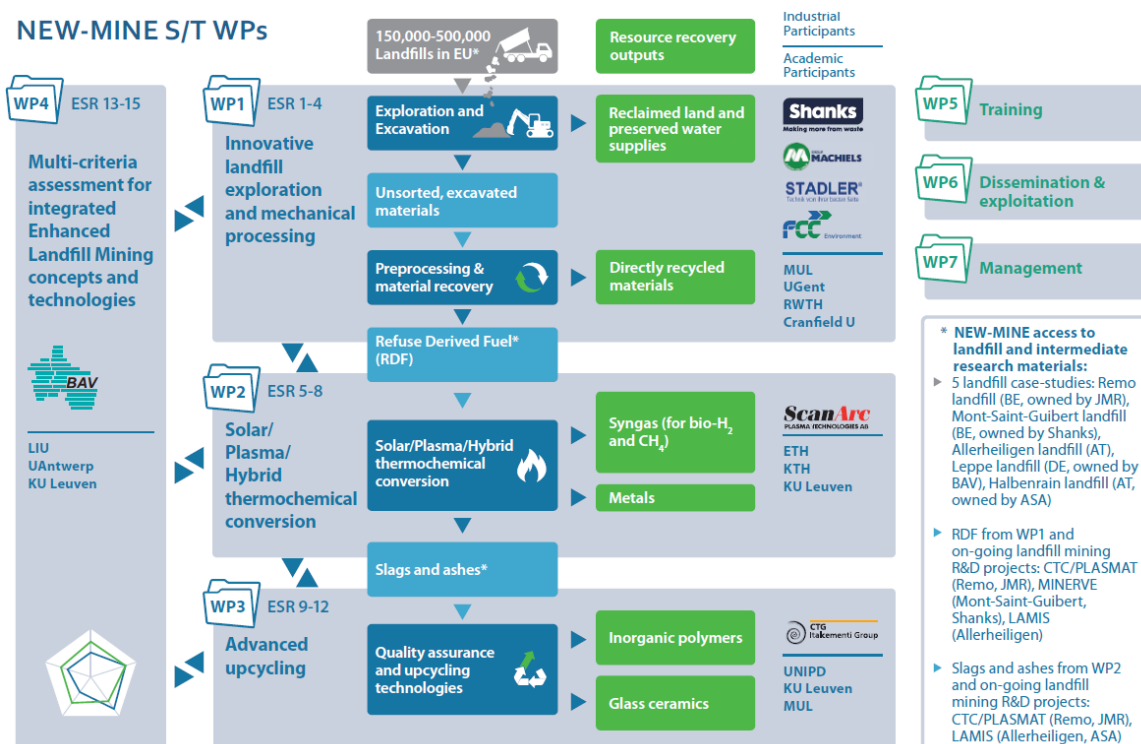 NEW-MINE S/T WPs
150,000-500,000
Landfills in EU*
Resource recovery
outputs
Industrial
Participants
Academic
Participants
WP4
ESR 13-15
Multi-criteria
assessment for
integrated
Enhanced
Landfill Mining
concepts and
technologies
BAV
LIU
UAntwerp
KU Leuven
WP1
ESR 1-4
Innovative
landfill
exploration
and mechanical
processing
Exploration and
Excavation
Reclaimed land and
preserved water
supplies
Unsorted, excavated
materials
Preprocessing &
material recovery
Directly recycled
materials
Shanks
Making more from waste
MACHIELS
STADLER®
Technik von ihrer besten Seite
FCC
Environment
MUL
UGent
RWTH
Cranfield U
Refuse Derived Fuel*
(RDF)
WP2
ESR 5-8
Solar/
Plasma/
Hybrid
thermochemical
conversion
Solar/Plasma/Hybrid
thermochemical
conversion
Syngas (for bio-H₂
and CH₄)
Metals
ScanArc
PLASMA TECHNOLOGIES AB
ETH
KTH
KU Leuven
Slags and ashes*
WP3
ESR 9-12
Advanced
upcycling
Quality assurance
and upcycling
technologies
Inorganic polymers
Glass ceramics
CTG
Italcementi Group
UNIPD
KU Leuven
MUL
WP5
Training
WP6
Dissemination &
exploitation
WP7
Management
* NEW-MINE access to
landfill and intermediate
research materials:
5 landfill case-studies: Remo
landfill (BE, owned by JMR),
Mont-Saint-Guibert landfill
(BE, owned by Shanks),
Allerheiligen landfill (AT),
Leppe landfill (DE, owned by
BAV), Halbenrain landfill (AT,
owned by ASA)
RDF from WP1 and
on-going landfill mining
R&D projects: CTC/PLASMAT
(Remo, JMR), MINERVE
(Mont-Saint-Guibert,
Shanks), LAMIS
(Allerheiligen)
Slags and ashes from WP2
and on-going landfill
mining R&D projects:
CTC/PLASMAT (Remo, JMR),
LAMIS (Allerheiligen, ASA)